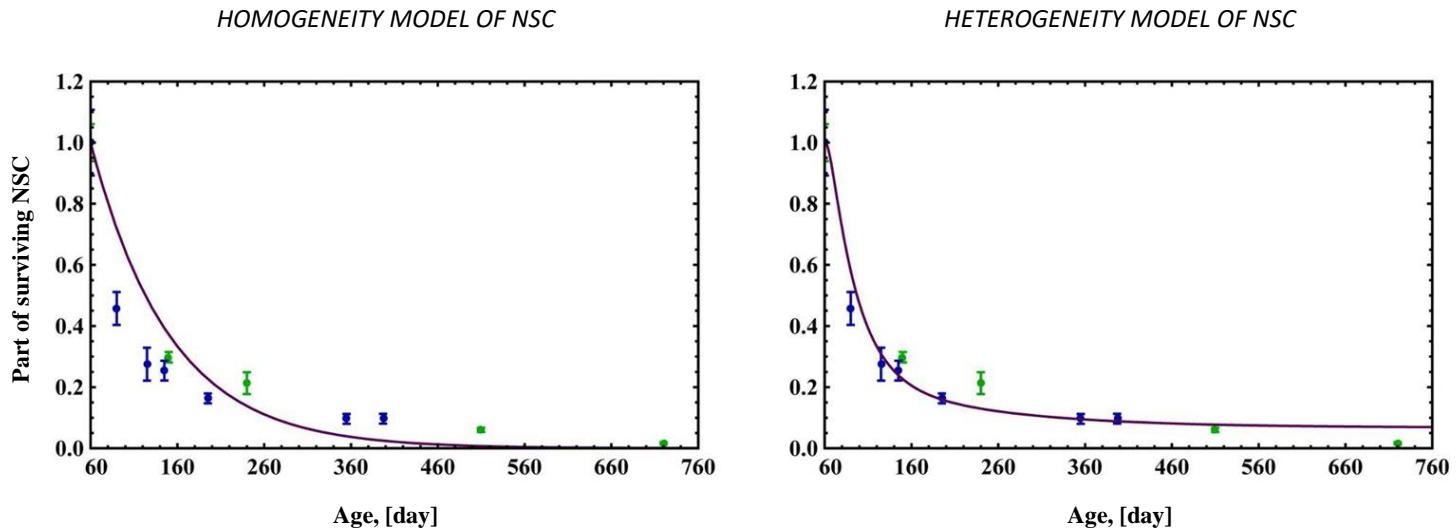 HOMOGENEITY MODEL OF NSC
HETEROGENEITY MODEL OF NSC
Part of surviving NSC
1.2
1.0
0.8
0.6
0.4
0.2
0.0
60 160 260 360 460 560 660 760
Age, [day]
1.2
1.0
0.8
0.6
0.4
0.2
0.0
60 160 260 360 460 560 660 760
Age, [day]